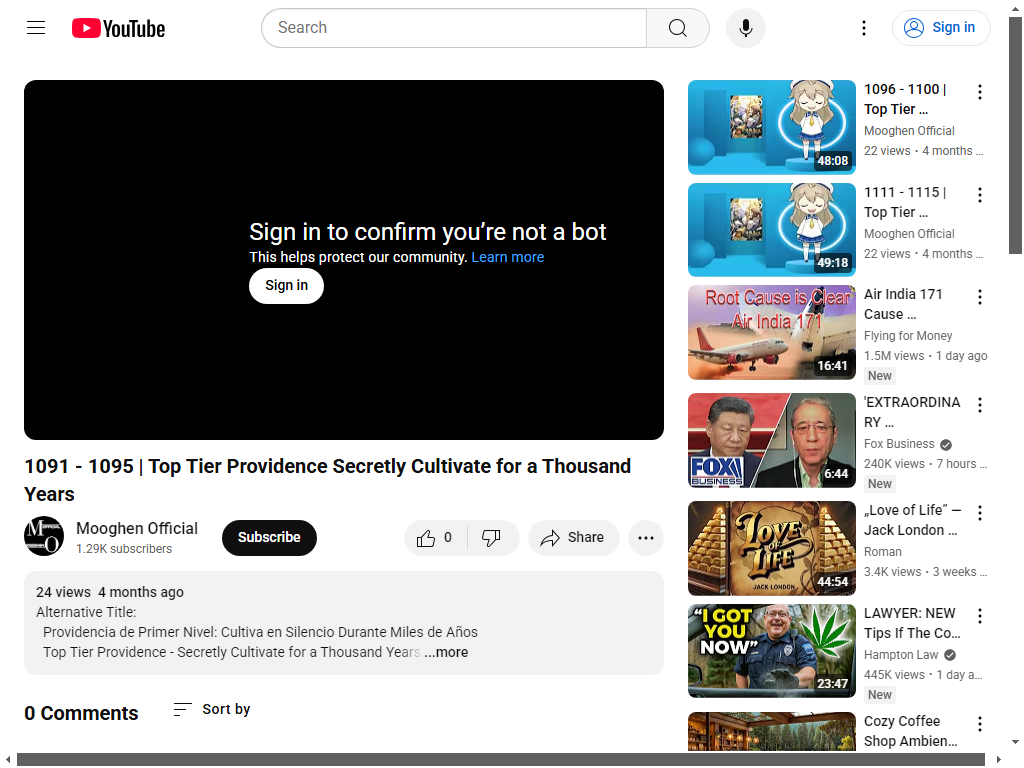 YouTube
Search
Sign in
Sign in to confirm you’re not a bot
This helps protect our community. Learn more
Sign in
1091 - 1095 | Top Tier Providence Secretly Cultivate for a Thousand
Years
Mooghen Official
1.29K subscribers
Subscribe
0
Share
24 views 4 months ago
Alternative Title:
Providencia de Primer Nivel: Cultiva en Silencio Durante Miles de Años
Top Tier Providence - Secretly Cultivate for a Thousand Years ...more
0 Comments
Sort by
48:08
1096 - 1100 |
Top Tier ...
Mooghen Official
22 views • 4 months ...
49:18
1111 - 1115 |
Top Tier ...
Mooghen Official
22 views • 4 months ...
Root Cause is Clear
Air India 171
16:41
Air India 171
Cause ...
Flying for Money
1.5M views • 1 day ago
New
FOX
BUSINESS
6:44
'EXTRAORDINA
RY ...
Fox Business
240K views • 7 hours ...
New
LOVE
OF
LIFE
JACK LONDON
44:54
„Love of Life” —
Jack London ...
Roman
3.4K views • 3 weeks ...
“I GOT
YOU
NOW”
23:47
LAWYER: NEW
Tips If The Co...
Hampton Law
445K views • 1 day a...
New
Cozy Coffee
Shop Ambien...